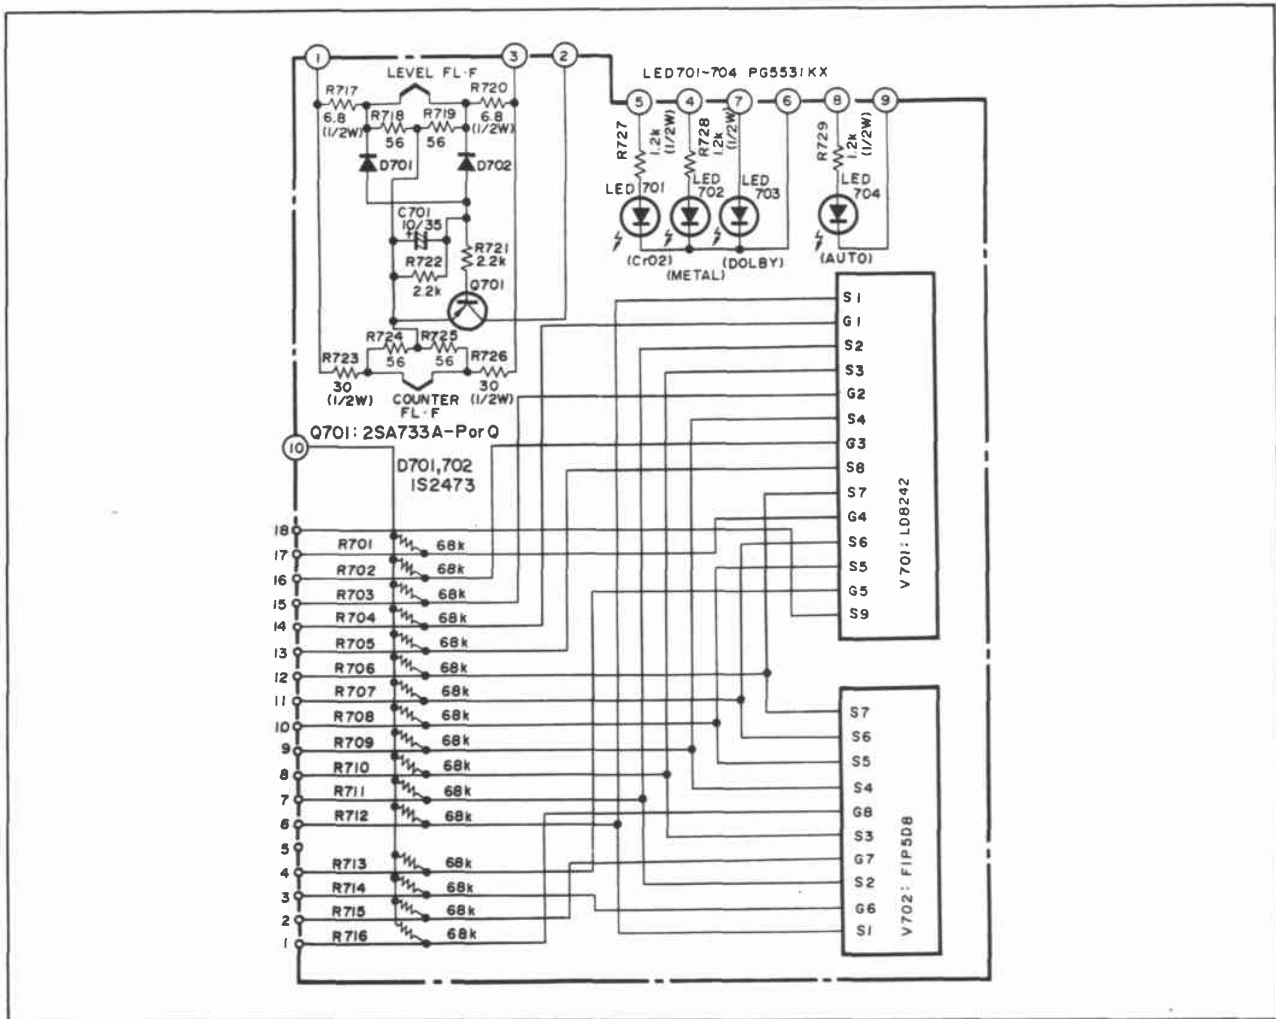 1 3 2
LEVEL FL-F
R717 R720
6.8 R718 R719 6.8
(1/2W) 56 56 (1/2W)
D701 D702
C701
10/35
+
R722 R721
2.2k 2.2k
Q701
R724 R725
R723 56 56 R726
30 30
(1/2W) COUNTER (1/2W)
FL-F
Q701: 2SA733A-PorQ
D701,702
IS2473
LED701~704 PG5531KX
5 4 7 6 8 9
R727 1.2k (1/2W)
R728 1.2k (1/2W)
R729 1.2k (1/2W)
LED 701
LED 702
LED 703
LED 704
(CrO2)
(METAL)
(DOLBY)
(AUTO)
10
18
17 R701 68k
16 R702 68k
15 R703 68k
14 R704 68k
13 R705 68k
12 R706 68k
11 R707 68k
10 R708 68k
9 R709 68k
8 R710 68k
7 R711 68k
6 R712 68k
5
4 R713 68k
3 R714 68k
2 R715 68k
1 R716 68k
S1
G1
S2
S3
G2
S4
G3
S8
S7
G4
S6
S5
G5
S9
V701: LD8242
S7
S6
S5
S4
G8
S3
G7
S2
G6
S1
V702: FIP5D8